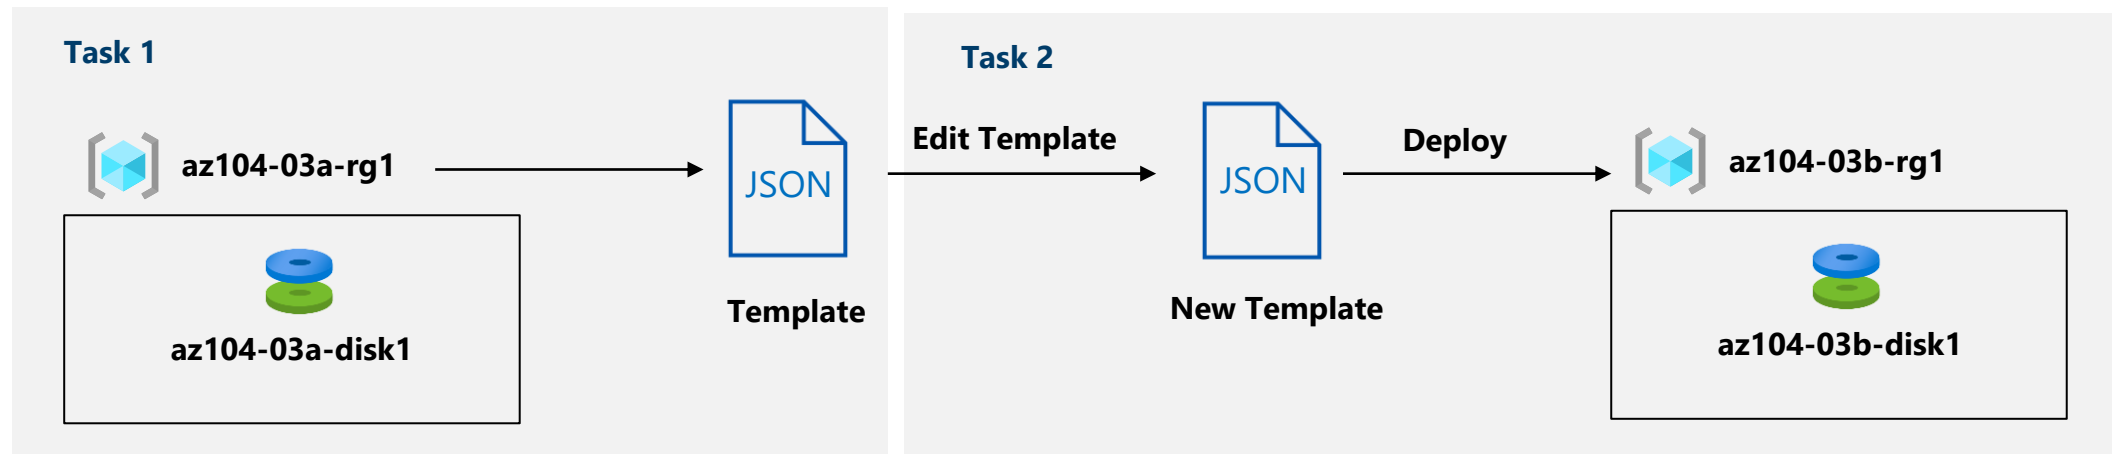 Task 1
az104-03a-rg1
az104-03a-disk1
JSON
Template
Task 2
Edit Template
JSON
New Template
Deploy
az104-03b-rg1
az104-03b-disk1